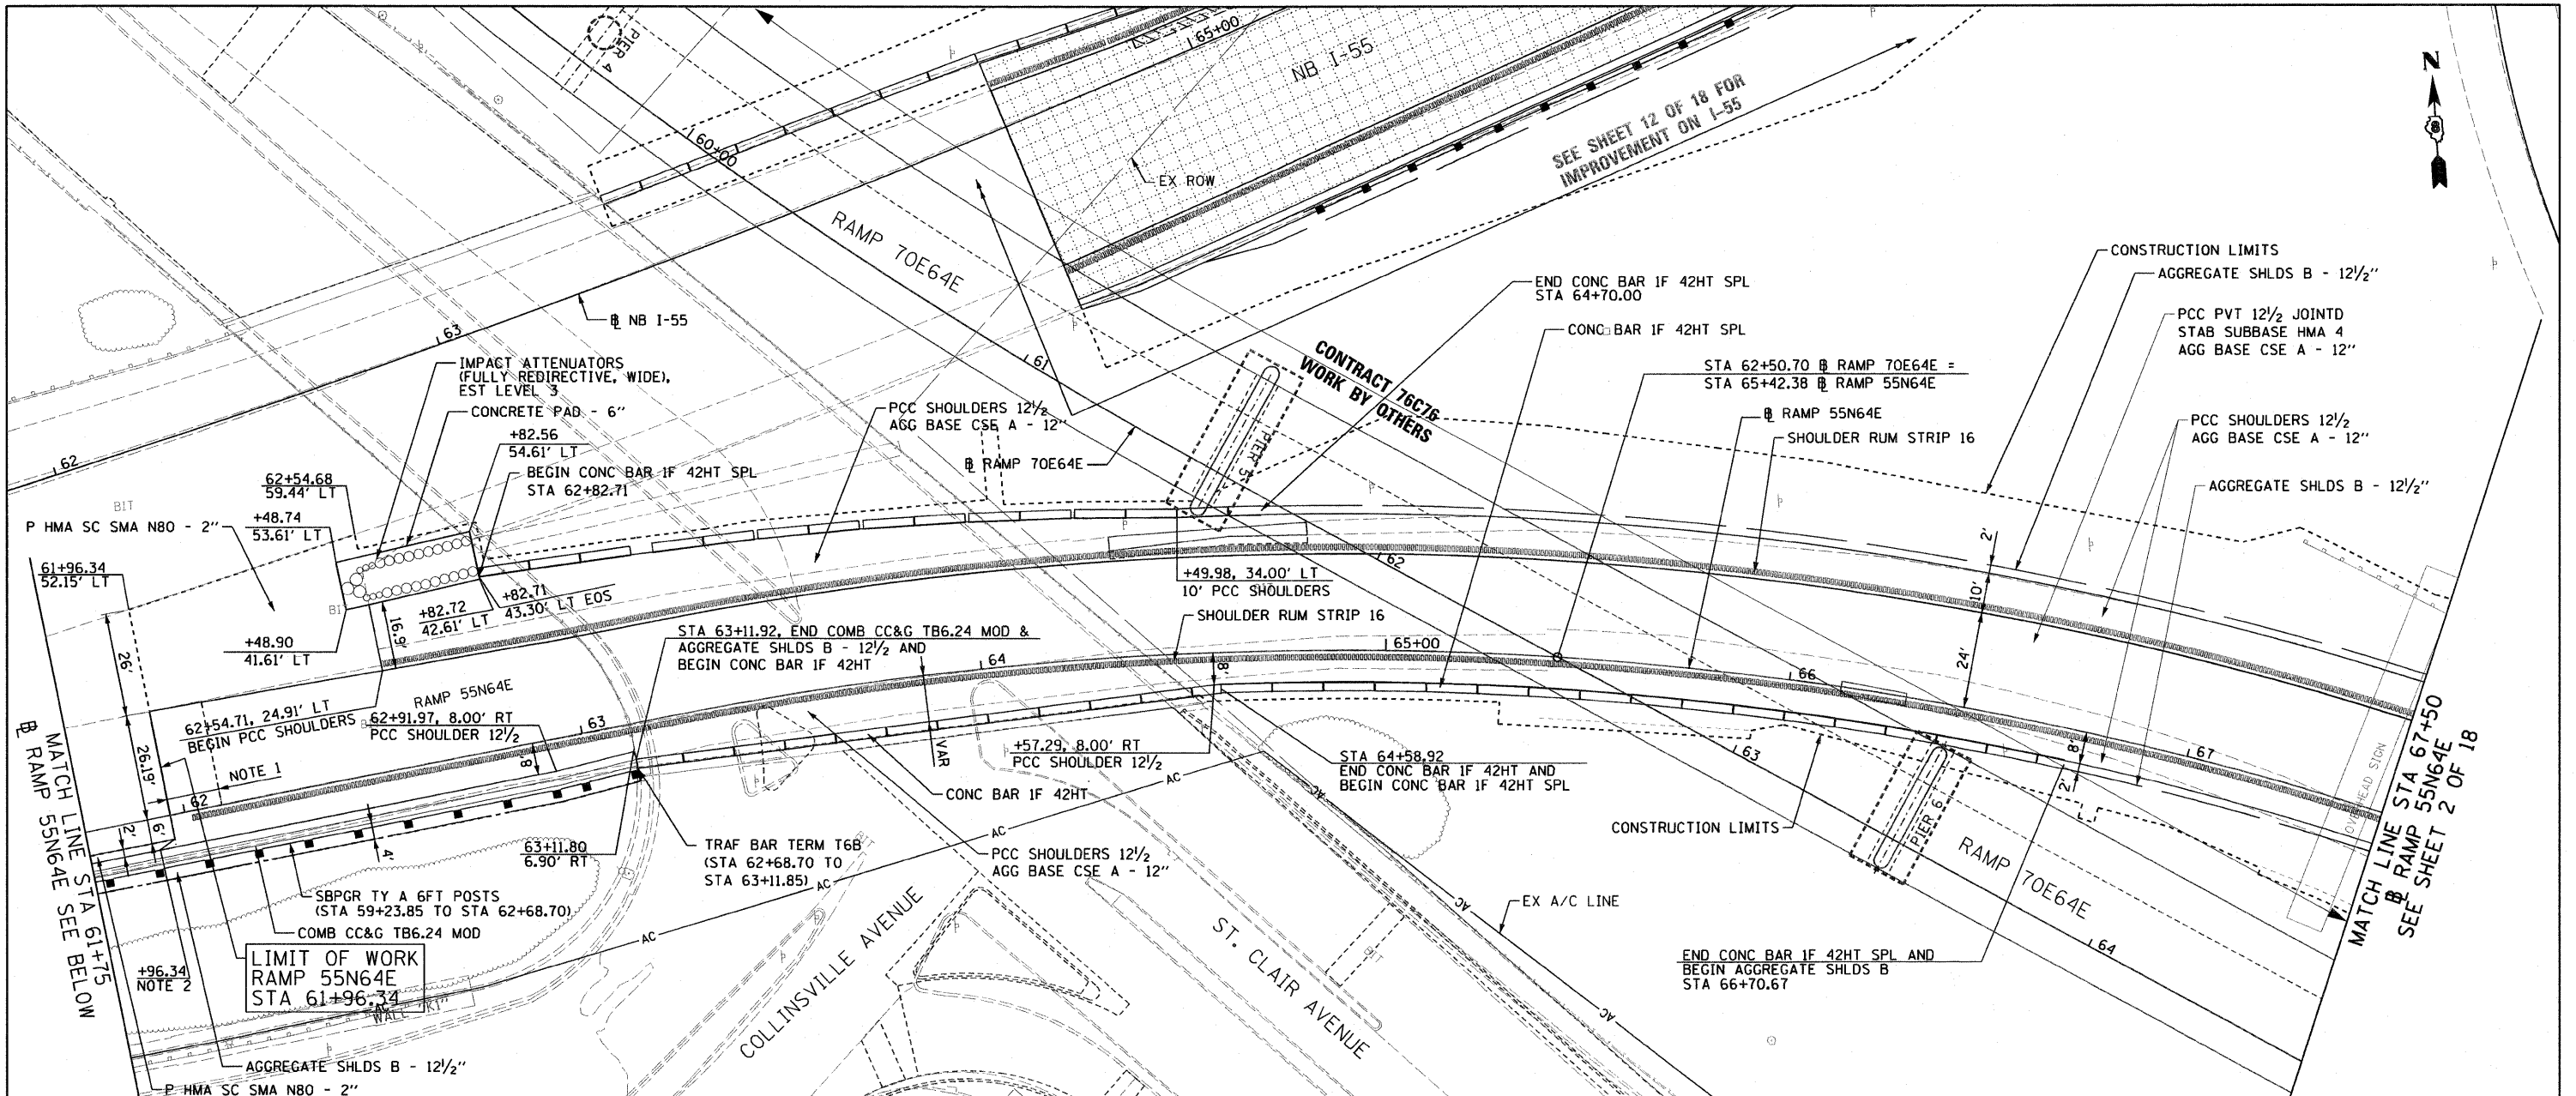 PIER 4
65+00
NB I-55
N
60+00
EX ROW
SEE SHEET 12 OF 18 FOR
IMPROVEMENT ON I-55
RAMP 70E64E
CONSTRUCTION LIMITS
AGGREGATE SHLDS B - 12½"
END CONC BAR 1F 42HT SPL
STA 64+70.00
PCC PVT 12½ JOINTD
STAB SUBBASE HMA 4
AGG BASE CSE A - 12"
CONC BAR 1F 42HT SPL
℄ NB I-55
63
61
CONTRACT 76C76
WORK BY OTHERS
IMPACT ATTENUATORS
(FULLY REDIRECTIVE, WIDE),
EST LEVEL 3
STA 62+50.70 ℄ RAMP 70E64E =
STA 65+42.38 ℄ RAMP 55N64E
CONCRETE PAD - 6"
PCC SHOULDERS 12½
AGG BASE CSE A - 12"
℄ RAMP 55N64E
PCC SHOULDERS 12½
AGG BASE CSE A - 12"
+82.56
54.61' LT
SHOULDER RUM STRIP 16
62
BEGIN CONC BAR 1F 42HT SPL
STA 62+82.71
℄ RAMP 70E64E
PIER 5
62+54.68
59.44' LT
AGGREGATE SHLDS B - 12½"
BIT
P HMA SC SMA N80 - 2"
+48.74
53.61' LT
2'
61+96.34
52.15' LT
62
+49.98, 34.00' LT
10' PCC SHOULDERS
10'
BIT
+82.71
43.30' LT EOS
+82.72
42.61' LT
16.9'
SHOULDER RUM STRIP 16
STA 63+11.92, END COMB CC&G TB6.24 MOD &
AGGREGATE SHLDS B - 12½ AND
BEGIN CONC BAR 1F 42HT
+48.90
41.61' LT
26'
65+00
64
8'
24'
66
RAMP 55N64E
62+54.71, 24.91' LT
BEGIN PCC SHOULDERS
62+91.97, 8.00' RT
PCC SHOULDER 12½
63
26.19'
8'
VAR
+57.29, 8.00' RT
PCC SHOULDER 12½
STA 64+58.92
END CONC BAR 1F 42HT AND
BEGIN CONC BAR 1F 42HT SPL
63
8'
67
2'
OVERHEAD SIGN
NOTE 1
62
AC
CONC BAR 1F 42HT
AC
2'
6'
4'
AC
63+11.80
6.90' RT
TRAF BAR TERM T6B
(STA 62+68.70 TO
STA 63+11.85)
AC
PCC SHOULDERS 12½
AGG BASE CSE A - 12"
CONSTRUCTION LIMITS
PIER 6
RAMP 70E64E
SBPGR TY A 6FT POSTS
(STA 59+23.85 TO STA 62+68.70)
AC
EX A/C LINE
COMB CC&G TB6.24 MOD
AC
64
MATCH LINE STA 67+50
℄ RAMP 55N64E
SEE SHEET 2 OF 18
MATCH LINE STA 61+75
℄ RAMP 55N64E SEE BELOW
LIMIT OF WORK
RAMP 55N64E
STA 61+96.34
+96.34
NOTE 2
BIT
END CONC BAR 1F 42HT SPL AND
BEGIN AGGREGATE SHLDS B
STA 66+70.67
AC
WALL "K1"
COLLINSVILLE AVENUE
ST. CLAIR AVENUE
AC
AGGREGATE SHLDS B - 12½"
P HMA SC SMA N80 - 2"